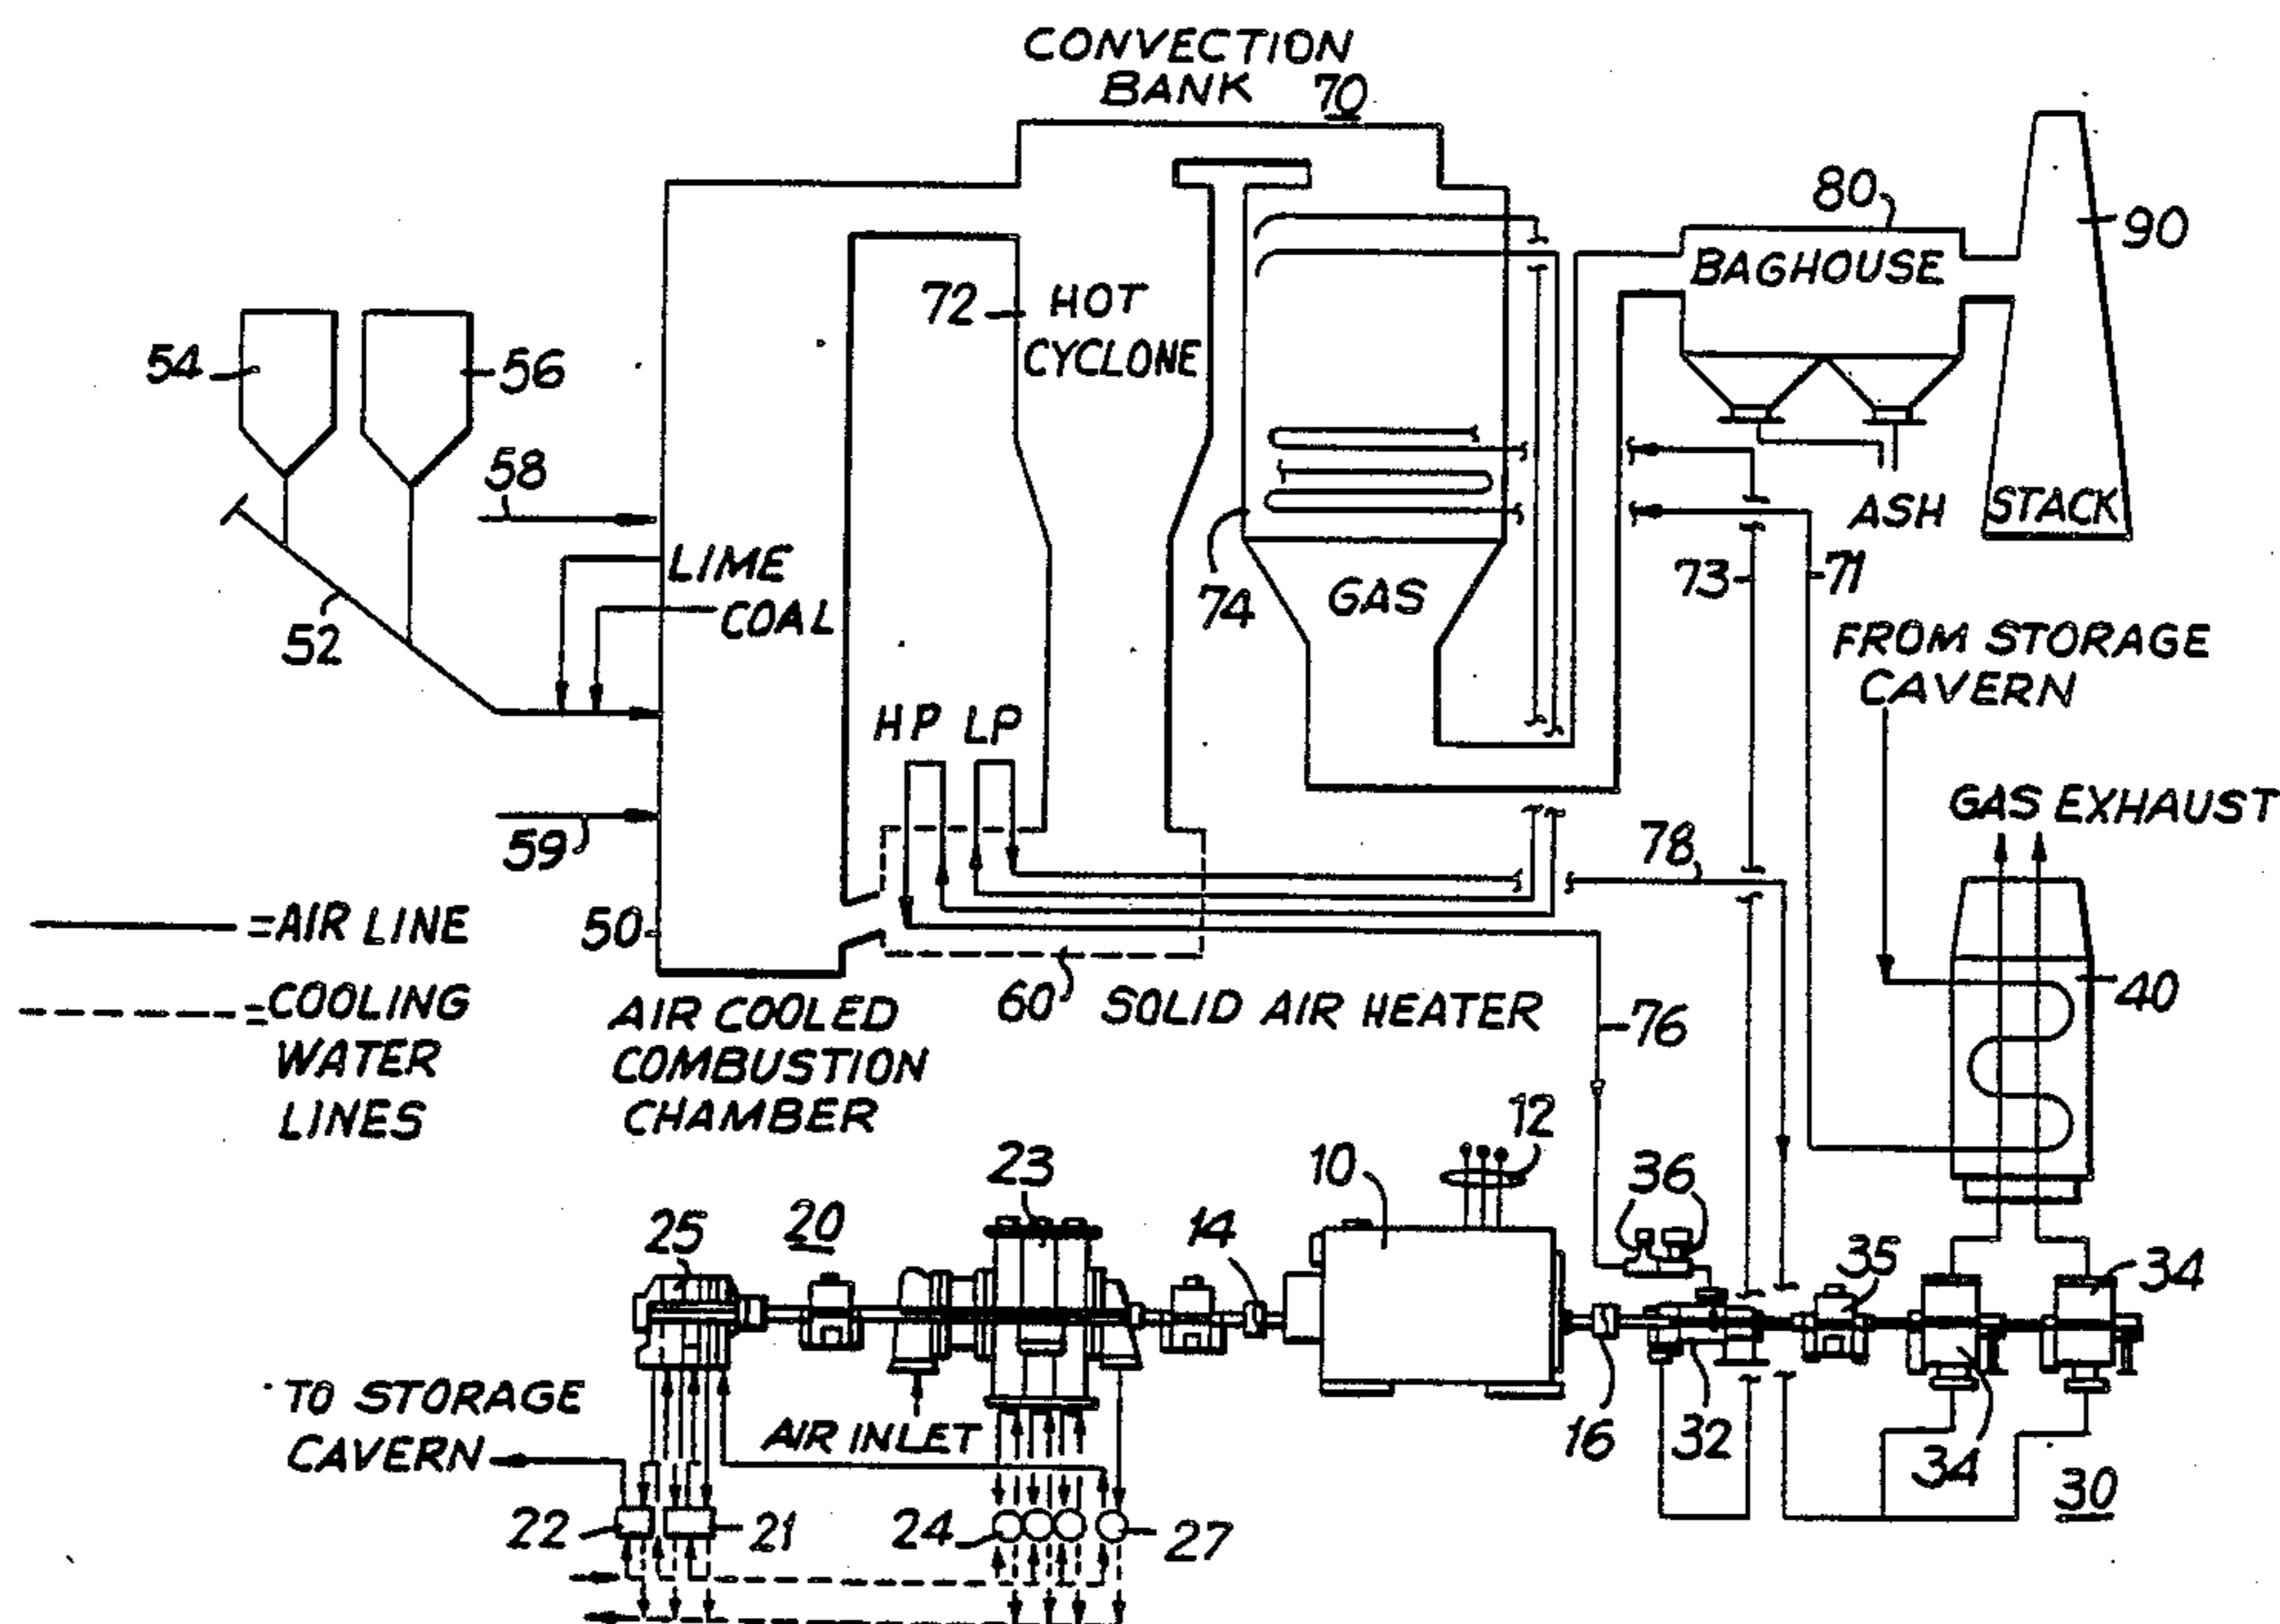 CONVECTION
BANK 70
80
90
BAGHOUSE
72
HOT
CYCLONE
54
56
58
ASH
STACK
LIME
COAL
74
GAS
73
71
52
FROM STORAGE
CAVERN
HP LP
GAS EXHAUST
59
78
50
= AIR LINE
= COOLING
WATER
LINES
60
SOLID AIR HEATER
76
40
AIR COOLED
COMBUSTION
CHAMBER
12
23
10
36
25
20
14
35
34
TO STORAGE
CAVERN
AIR INLET
16
32
34
30
22
21
24
27